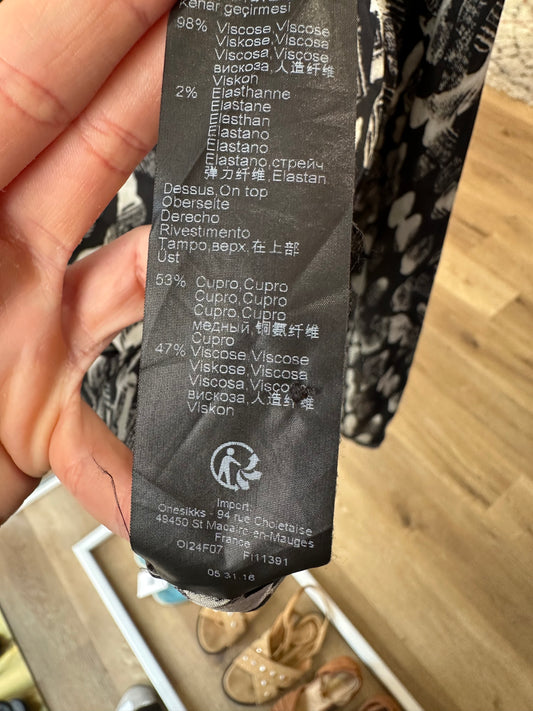 kenar geçirmesi
98% Viscose,Viscose
Viskose,Viscosa
Viscosa,Viscose
вискоза,人造纤维
Viskon
2% Elasthanne
Elastane
Elasthan
Elastano
Elastanno
Elastano,стрейч
弹力纤维,Elastan
Dessus,On top
Oberseite
Derecho
Rivestimento
Tampo,верх,在上部
Üst
53% Cupro,Cupro
Cupro,Cupro
Cupro,Cupro
медный,铜氨纤维
Cupro
47% Viscose,Viscose
Viskose,Viscosa
Viscosa,Viscose
вискоза,人造纤维
Viskon
Import.
Onesikks - 94 rue Choletaise
49450 St Macaire-en-Mauges
France
OI24F07 FI11391
05.31.16